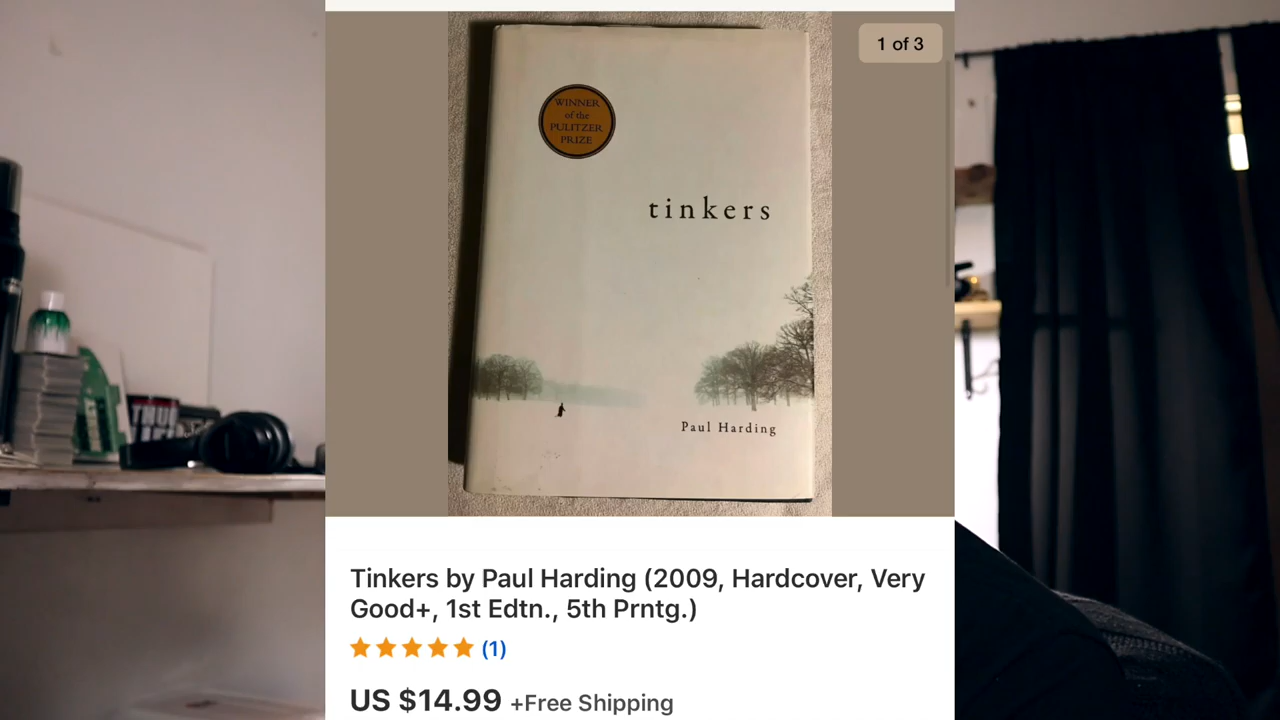 1 of 3
WINNER
of the
PULITZER
PRIZE
tinkers
Paul Harding
Tinkers by Paul Harding (2009, Hardcover, Very
Good+, 1st Edtn., 5th Prntg.)
(1)
US $14.99 +Free Shipping